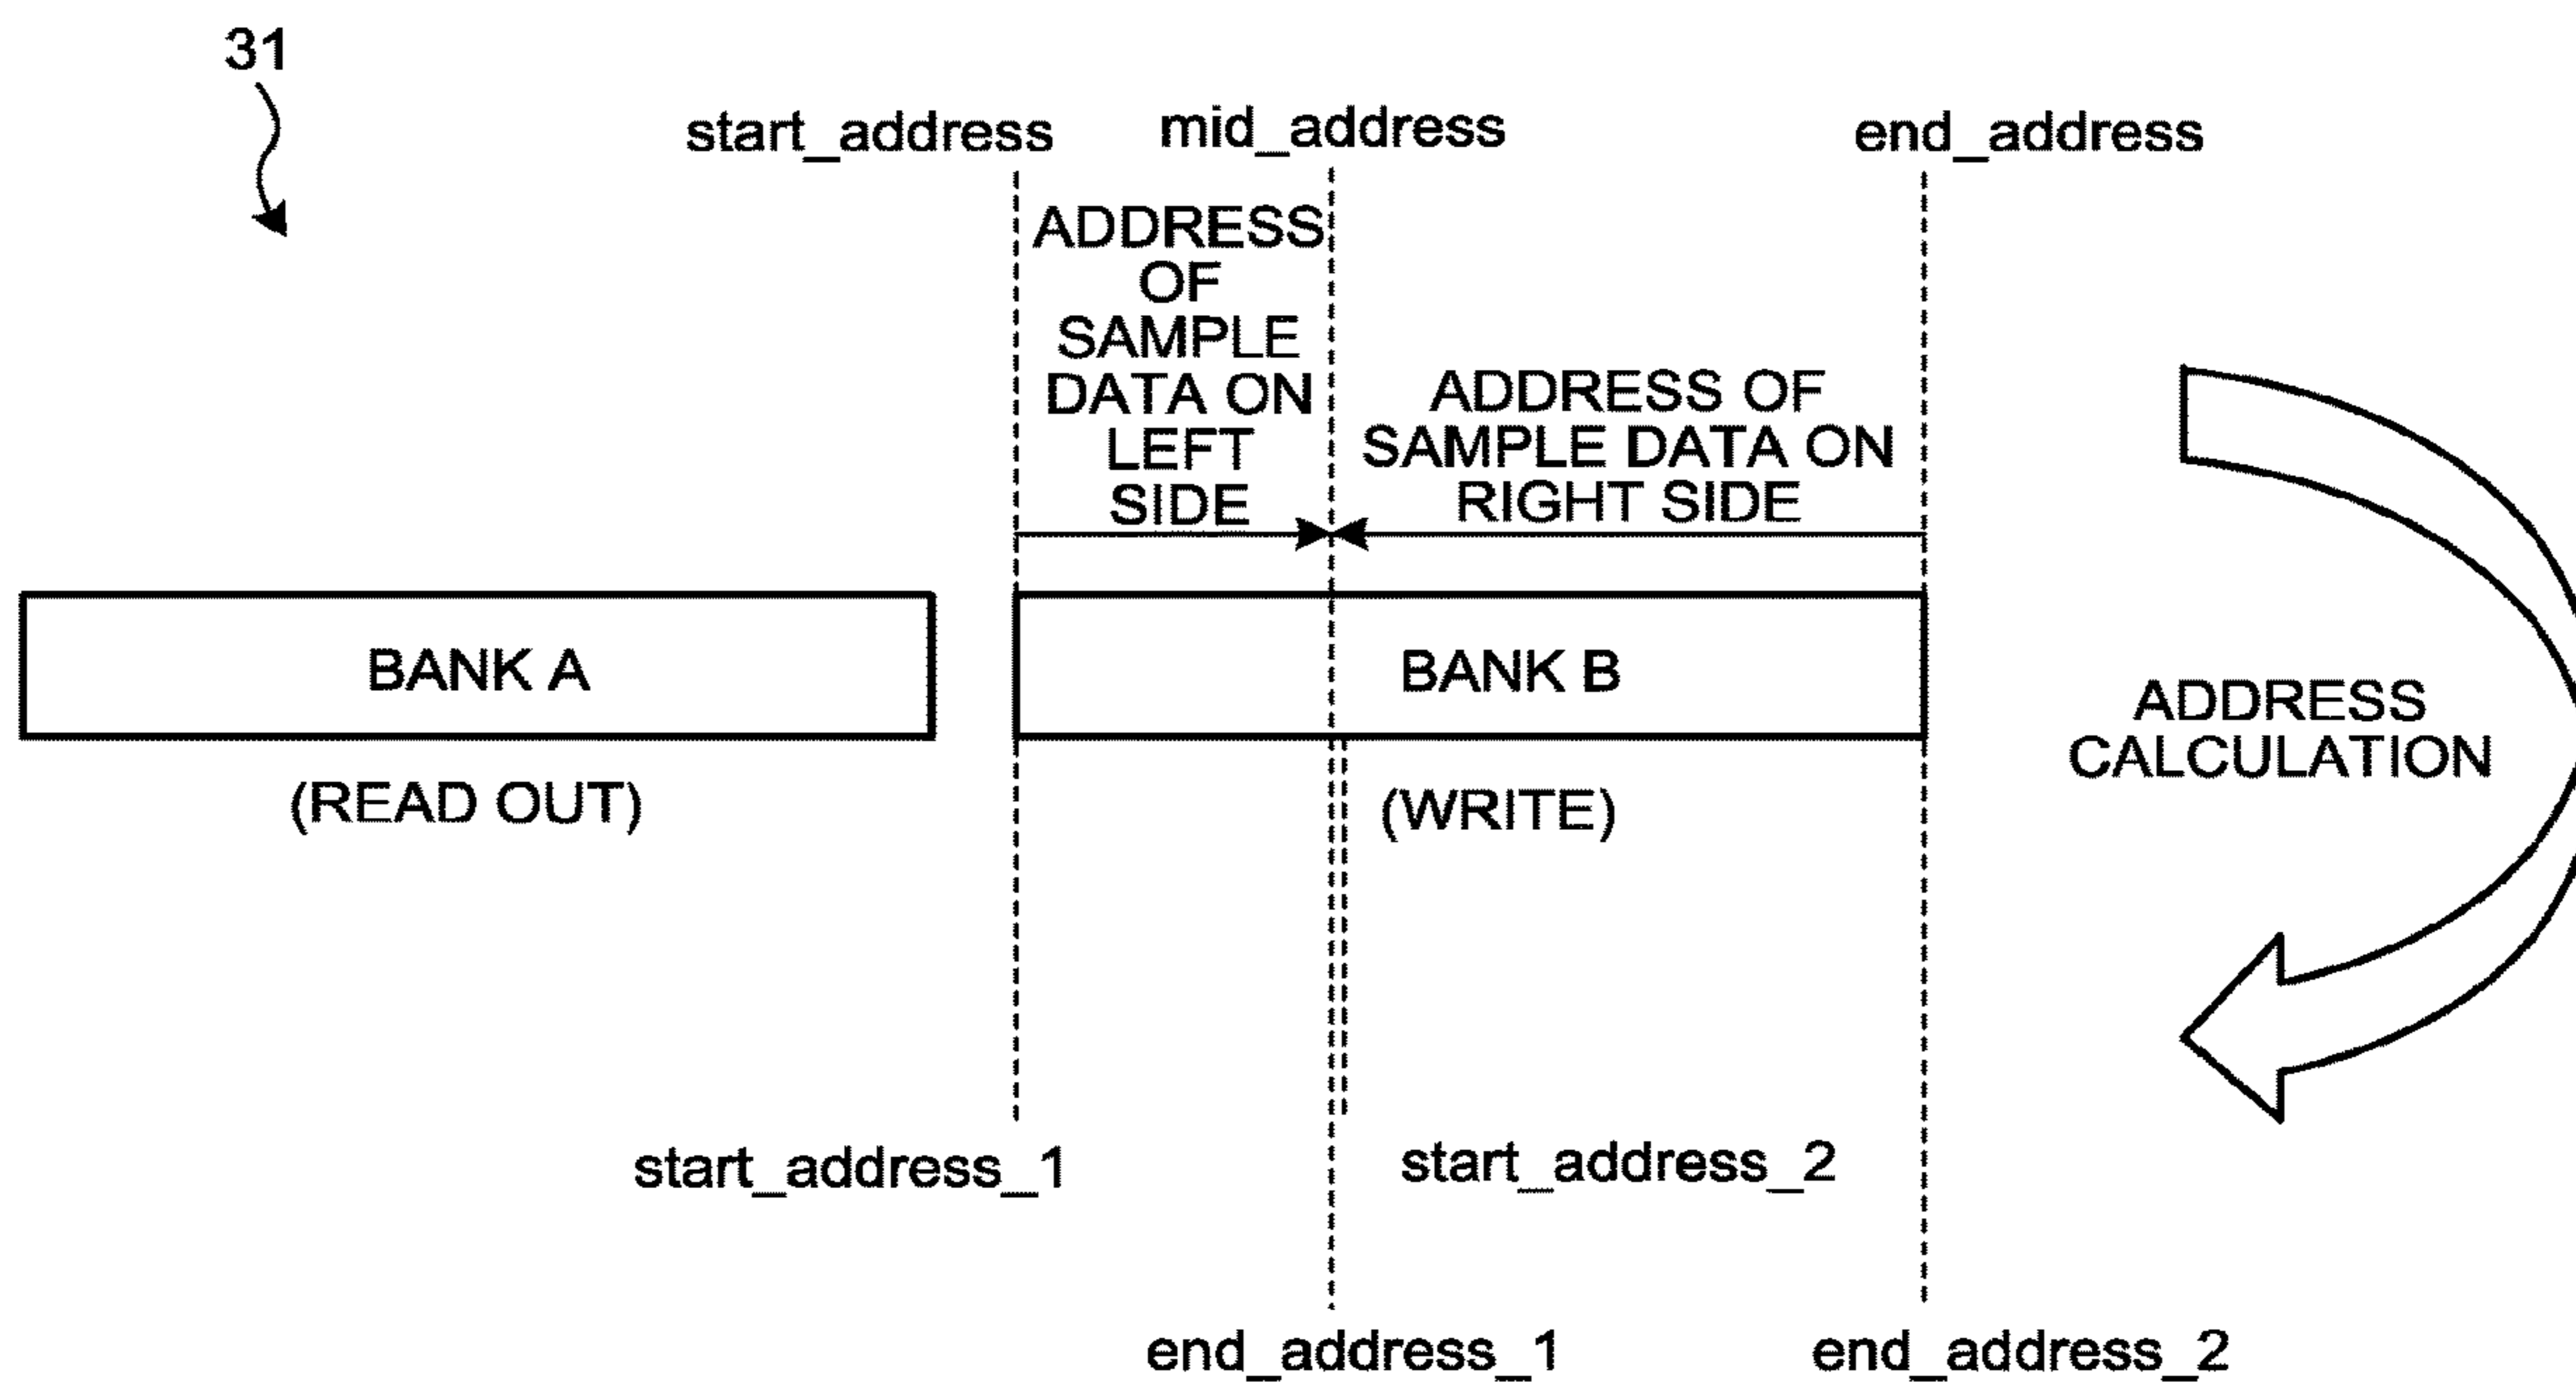 31
start_address
mid_address
end_address
ADDRESS
OF
SAMPLE
DATA ON
LEFT
SIDE
ADDRESS OF
SAMPLE DATA ON
RIGHT SIDE
BANK A
BANK B
ADDRESS
CALCULATION
(READ OUT)
(WRITE)
start_address_1
start_address_2
end_address_1
end_address_2